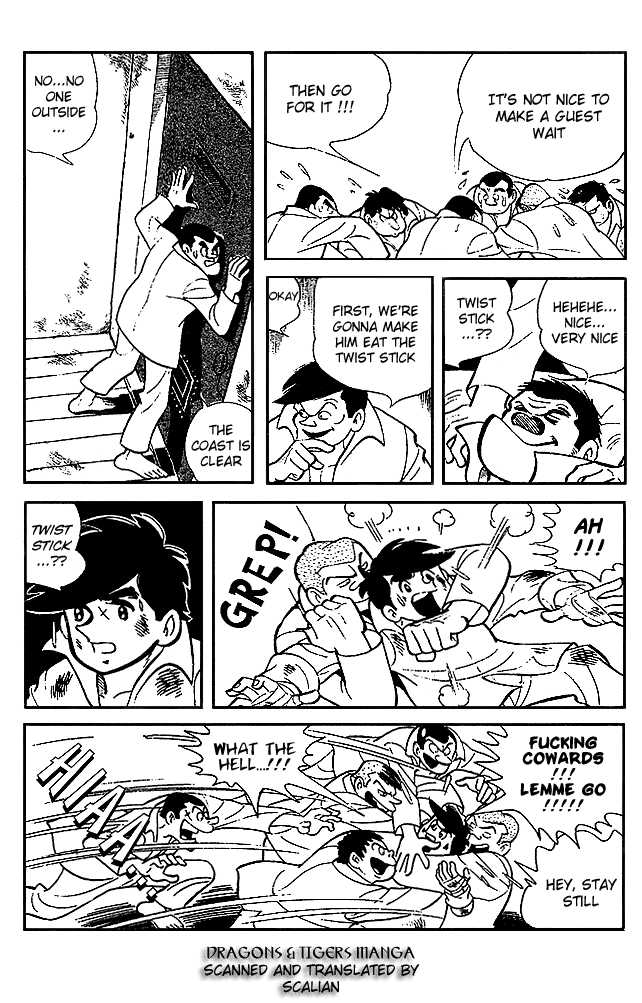 NO...NO
ONE
OUTSIDE
...
THE
COAST IS
CLEAR
THEN GO
FOR IT !!!
IT'S NOT NICE TO
MAKE A GUEST
WAIT
OKAY
FIRST, WE'RE
GONNA MAKE
HIM EAT THE
TWIST STICK
TWIST
STICK
...??
HEHEHE...
NICE...
VERY NICE
TWIST
STICK
...??
GREP!
.....
AH
!!!
HIAAA...!!
WHAT THE
HELL...!!!
FUCKING
COWARDS
!!!
LEMME GO
!!!!!
HEY, STAY
STILL
DRAGONS & TIGERS MANGA
SCANNED AND TRANSLATED BY
SCALIAN